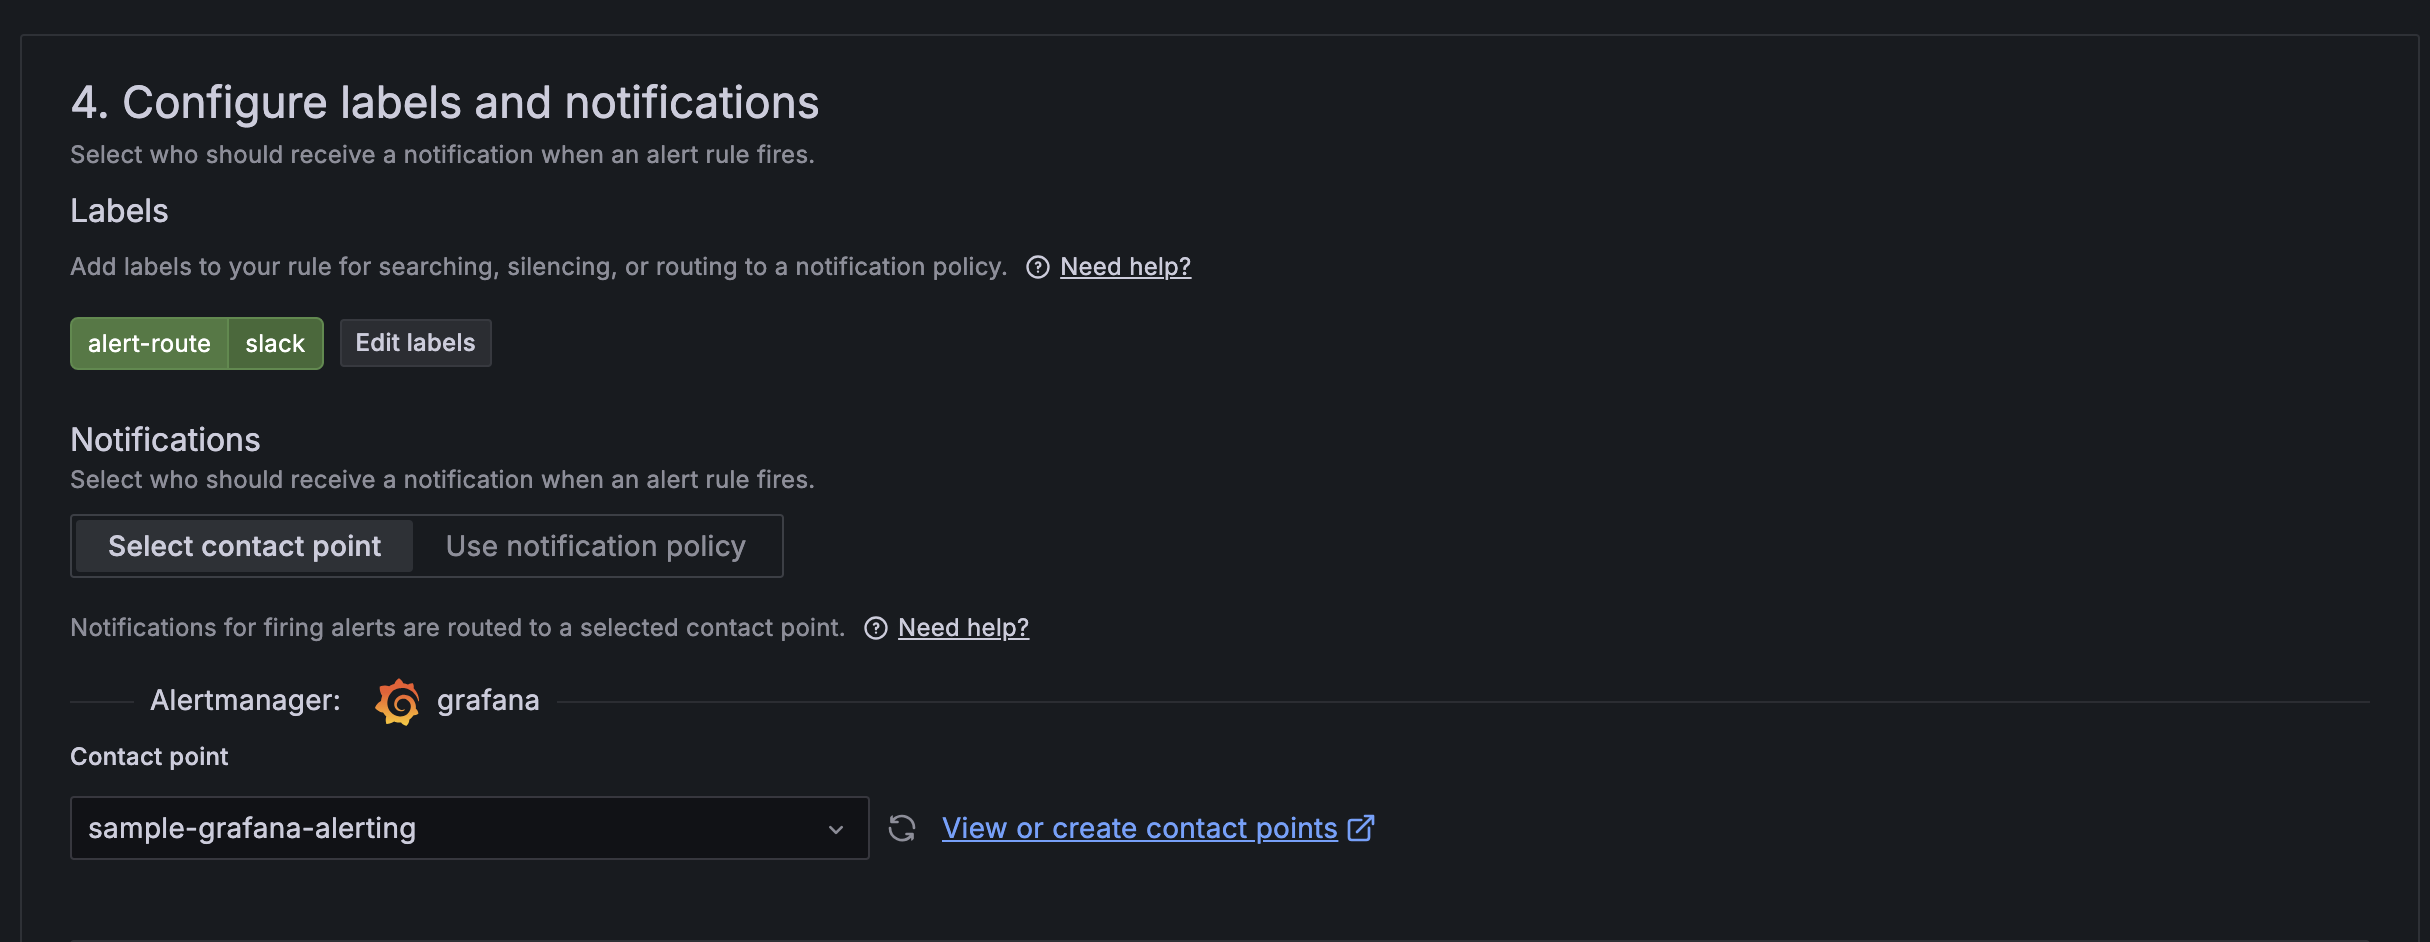 4. Configure labels and notifications
Select who should receive a notification when an alert rule fires.
Labels
Add labels to your rule for searching, silencing, or routing to a notification policy. Need help?
alert-route slack Edit labels
Notifications
Select who should receive a notification when an alert rule fires.
Select contact point Use notification policy
Notifications for firing alerts are routed to a selected contact point. Need help?
Alertmanager: grafana
Contact point
sample-grafana-alerting View or create contact points